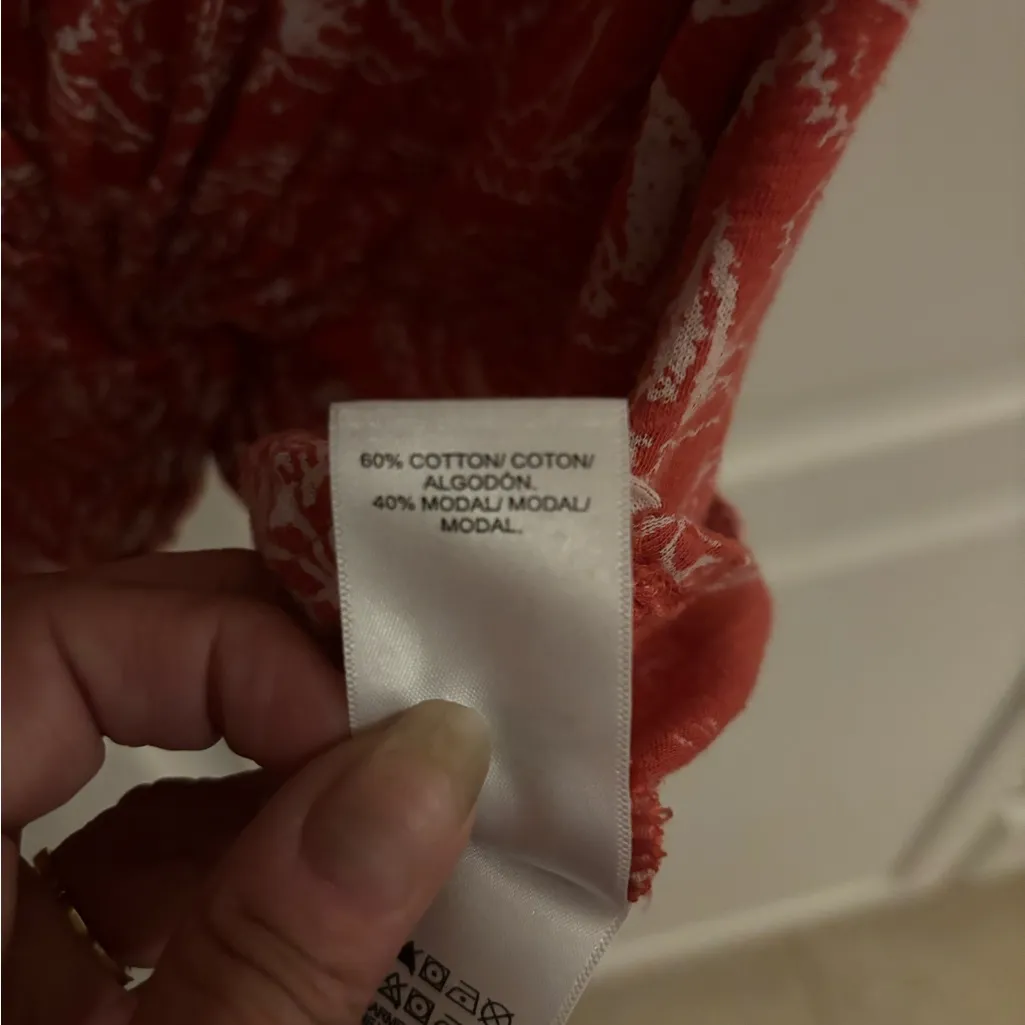 60% COTTON/ COTON/
ALGODÓN.
40% MODAL/ MODAL/
MODAL.